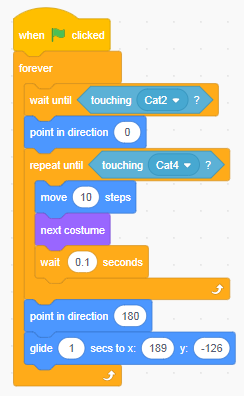 when clicked
forever
wait until touching Cat2 ?
point in direction 0
repeat until touching Cat4 ?
move 10 steps
next costume
wait 0.1 seconds
point in direction 180
glide 1 secs to x: 189 y: -126